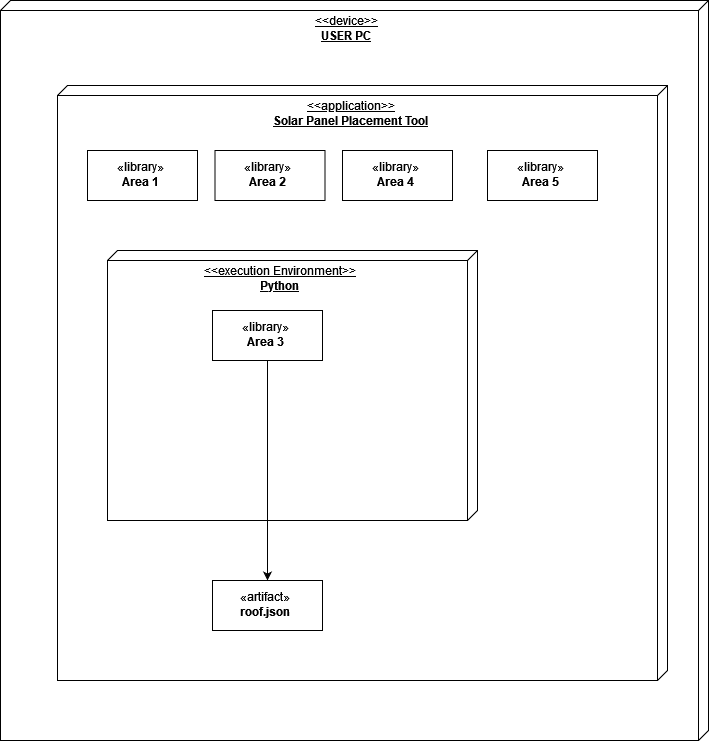 <<device>>
USER PC
<<application>>
Solar Panel Placement Tool
«library»
Area 1
«library»
Area 2
«library»
Area 4
«library»
Area 5
<<execution Environment>>
Python
«library»
Area 3
«artifact»
roof.json